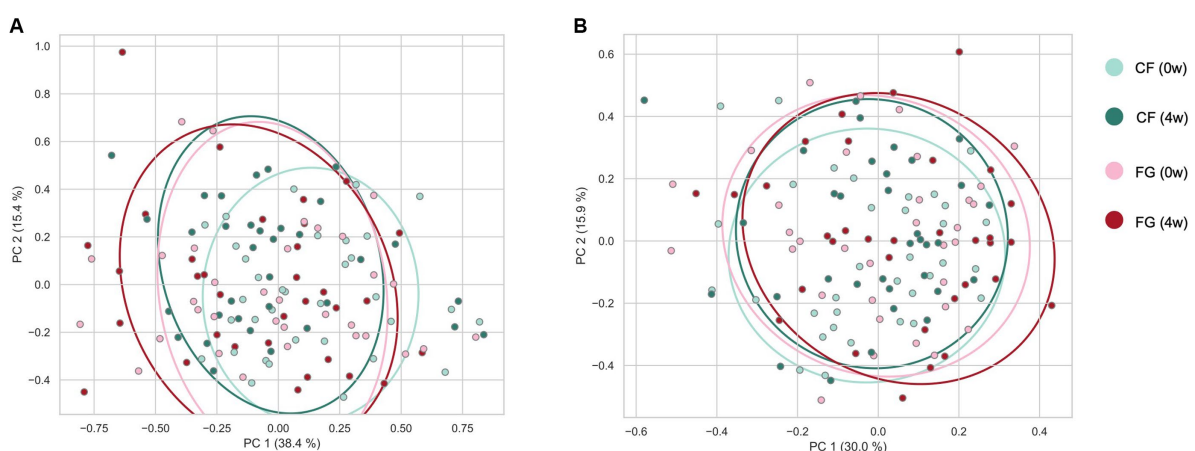 A
1.0
0.8
0.6
0.4
0.2
0.0
−0.2
−0.4
PC 2 (15.4 %)
−0.75 −0.50 −0.25 0.00 0.25 0.50 0.75
PC 1 (38.4 %)
B
0.6
0.4
0.2
0.0
−0.2
−0.4
PC 2 (15.9 %)
−0.6 −0.4 −0.2 0.0 0.2 0.4
PC 1 (30.0 %)
CF (0w)
CF (4w)
FG (0w)
FG (4w)